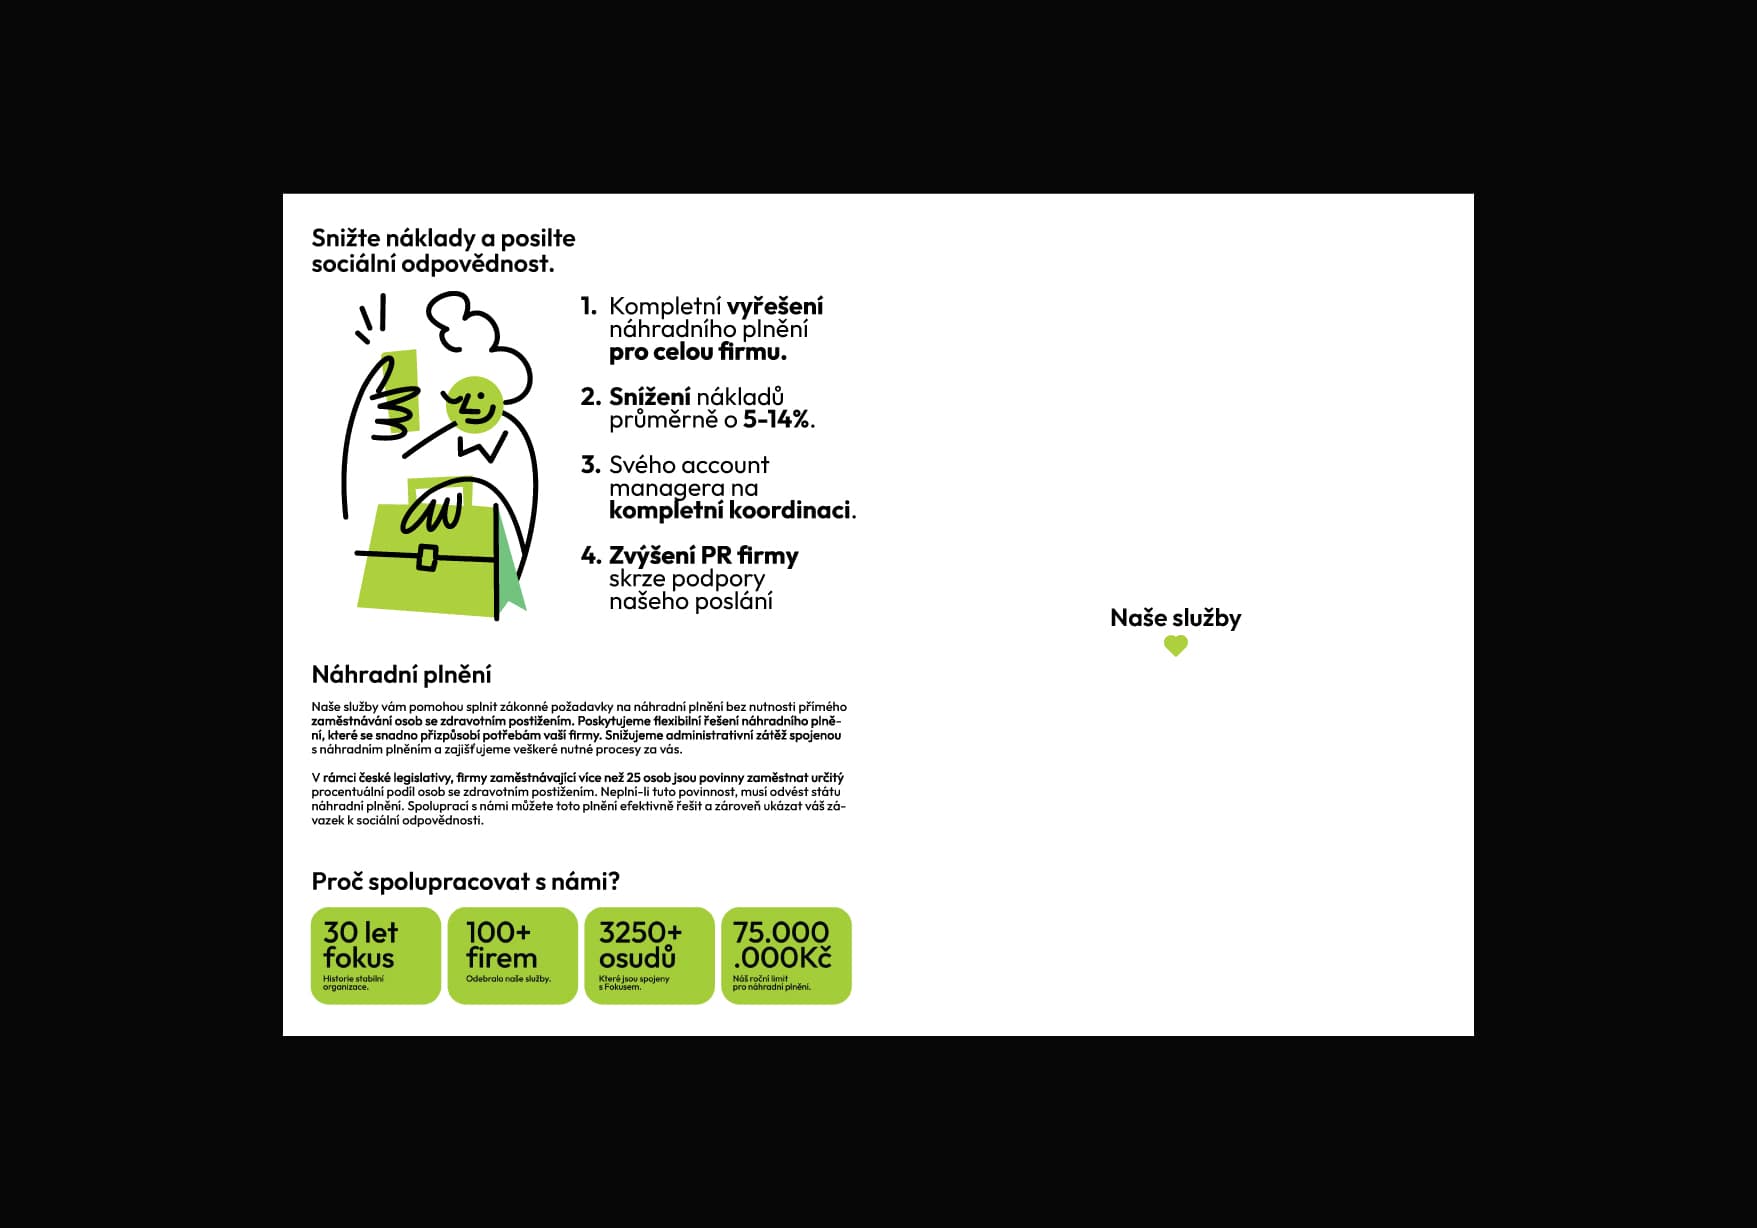 Snižte náklady a posilte
sociální odpovědnost.
1. Kompletní vyřešení
náhradního plnění
pro celou firmu.
2. Snížení nákladů
průměrně o 5-14%.
3. Svého account
managera na
kompletní koordinaci.
4. Zvýšení PR firmy
skrze podpory
našeho poslání
Náhradní plnění
Naše služby vám pomohou splnit zákonné požadavky na náhradní plnění bez nutnosti přímého
zaměstnávání osob se zdravotním postižením. Poskytujeme flexibilní řešení náhradního plně-
ní, které se snadno přizpůsobí potřebám vaší firmy. Snižujeme administrativní zátěž spojenou
s náhradním plněním a zajišťujeme veškeré nutné procesy za vás.
V rámci české legislativy, firmy zaměstnávající více než 25 osob jsou povinny zaměstnat určitý
procentuální podíl osob se zdravotním postižením. Neplní-li tuto povinnost, musí odvést státu
náhradní plnění. Spoluprací s námi můžete toto plnění efektivně řešit a zároveň ukázat váš zá-
vazek k sociální odpovědnosti.
Proč spolupracovat s námi?
30 let
fokus
Historie stabilní
organizace.
100+
firem
Odebralo naše služby.
3250+
osudů
Které jsou spojeny
s Fokusem.
75.000
.000Kč
Náš roční limit
pro náhradní plnění.
Naše služby